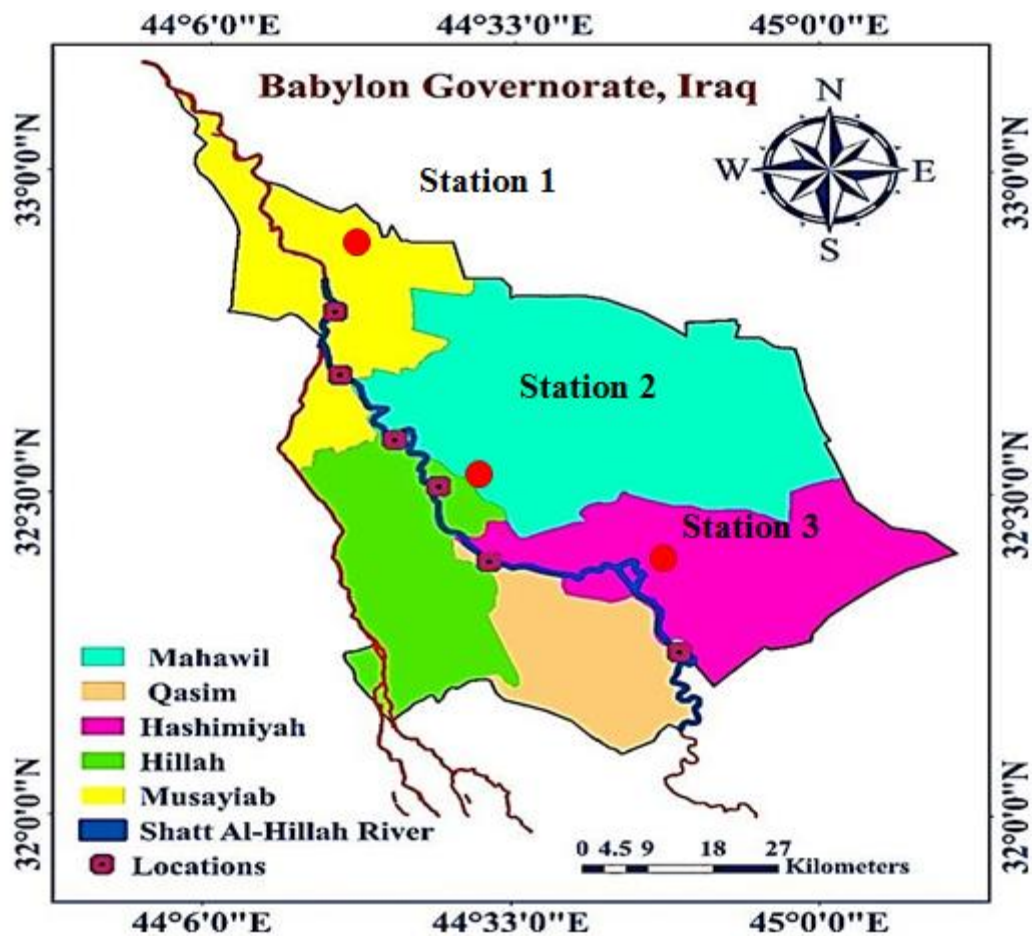 44°6'0"E 44°33'0"E 45°0'0"E
Babylon Governorate, Iraq
N
W E
S
33°0'0"N 33°0'0"N
Station 1
Station 2
32°30'0"N 32°30'0"N
Station 3
Mahawil
Qasim
Hashimiyah
Hillah
Musayiab
Shatt Al-Hillah River
Locations
32°0'0"N 32°0'0"N
0 4.5 9 18 27
Kilometers
44°6'0"E 44°33'0"E 45°0'0"E